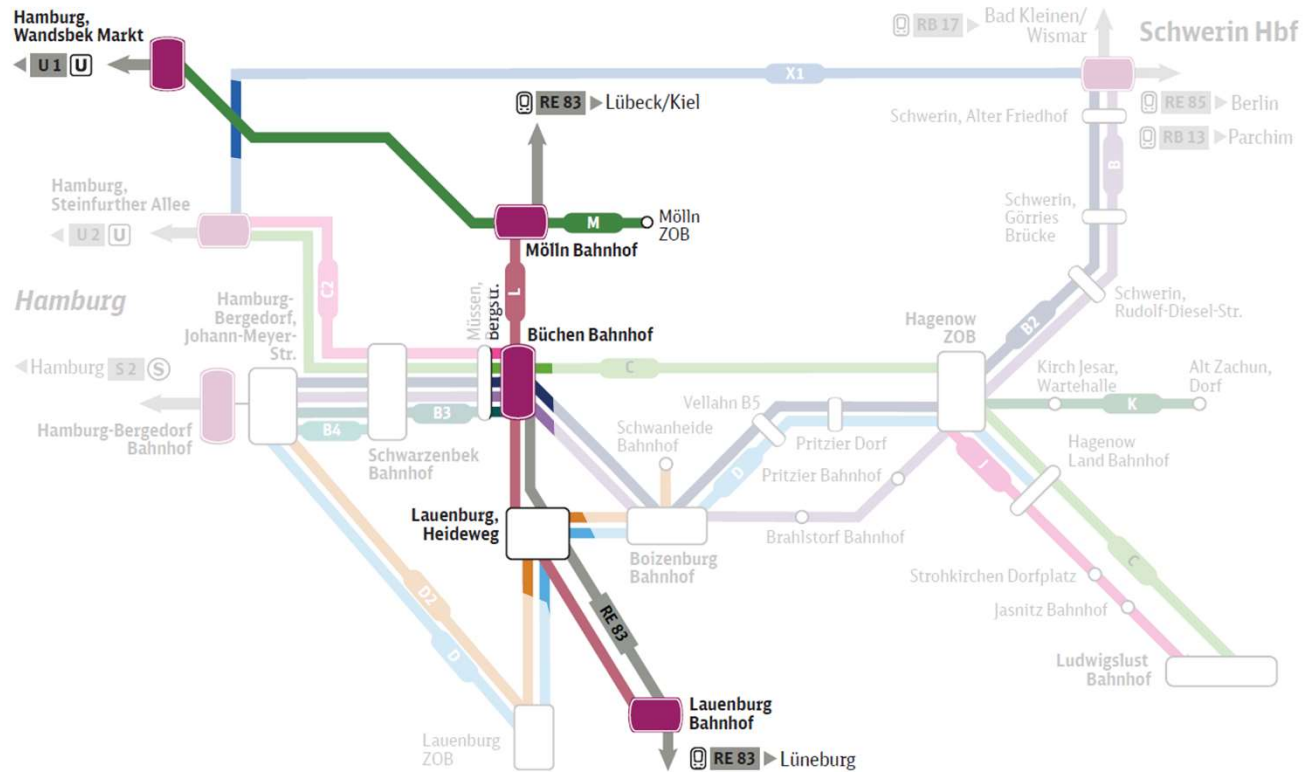 Hamburg,
Wandsbek Markt
U 1 U
RB 17 Bad Kleinen/
Wismar
Schwerin Hbf
X1
RE 83 Lübeck/Kiel
RE 85 Berlin
RB 13 Parchim
Schwerin, Alter Friedhof
B
Hamburg,
Steinfurther Allee
U 2 U
M
Mölln
ZOB
Mölln Bahnhof
Schwerin,
Görries
Brücke
Hamburg
C2
L
Hamburg-
Bergedorf,
Johann-Meyer-
Str.
Müssen,
Bergstr.
Büchen Bahnhof
Hagenow
ZOB
B2
Schwerin,
Rudolf-Diesel-Str.
Hamburg S 2 S
C
Kirch Jesar,
Wartehalle
Alt Zachun,
Dorf
K
Hamburg-Bergedorf
Bahnhof
B4
B3
Schwarzenbek
Bahnhof
Schwanheide
Bahnhof
Vellahn B5
Pritzier Dorf
D
Pritzier Bahnhof
J
Hagenow
Land Bahnhof
Lauenburg,
Heideweg
Boizenburg
Bahnhof
Brahlstorf Bahnhof
C
Strohkirchen Dorfplatz
Jasnitz Bahnhof
D2
D
RE 83
Ludwigslust
Bahnhof
Lauenburg
Bahnhof
Lauenburg
ZOB
RE 83 Lüneburg